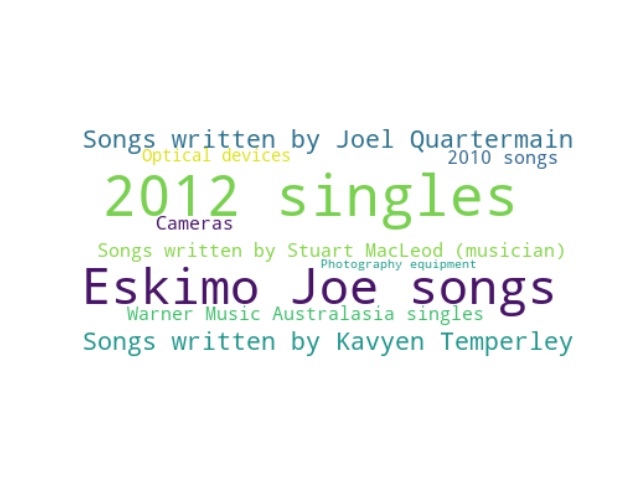 Songs written by Joel Quartermain
Optical devices
2010 songs
2012 singles
Cameras
Songs written by Stuart MacLeod (musician)
Photography equipment
Eskimo Joe songs
Warner Music Australasia singles
Songs written by Kavyen Temperley